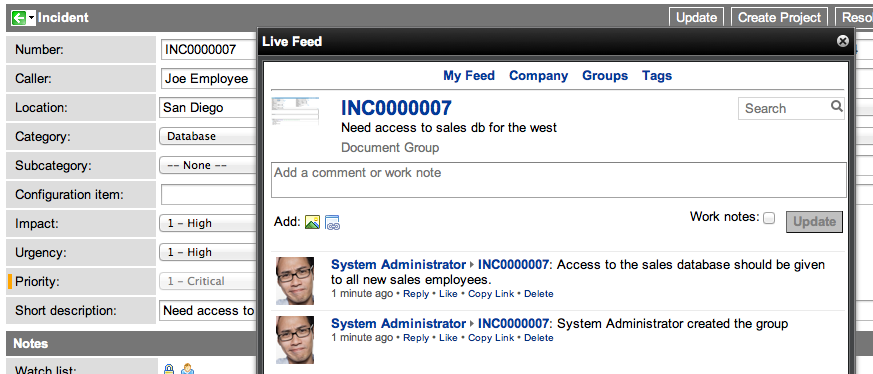 Incident
Update
Create Project
Reso
Number:
INC0000007
Caller:
Joe Employee
Location:
San Diego
Category:
Database
Subcategory:
-- None --
Configuration item:
Impact:
1 - High
Urgency:
1 - High
Priority:
1 - Critical
Short description:
Need access to
Notes
Watch list:
Live Feed
My Feed Company Groups Tags
INC0000007
Search
Need access to sales db for the west
Document Group
Add a comment or work note
Add:
Work notes:
Update
System Administrator INC0000007: Access to the sales database should be given
to all new sales employees.
1 minute ago • Reply • Like • Copy Link • Delete
System Administrator INC0000007: System Administrator created the group
1 minute ago • Reply • Like • Copy Link • Delete